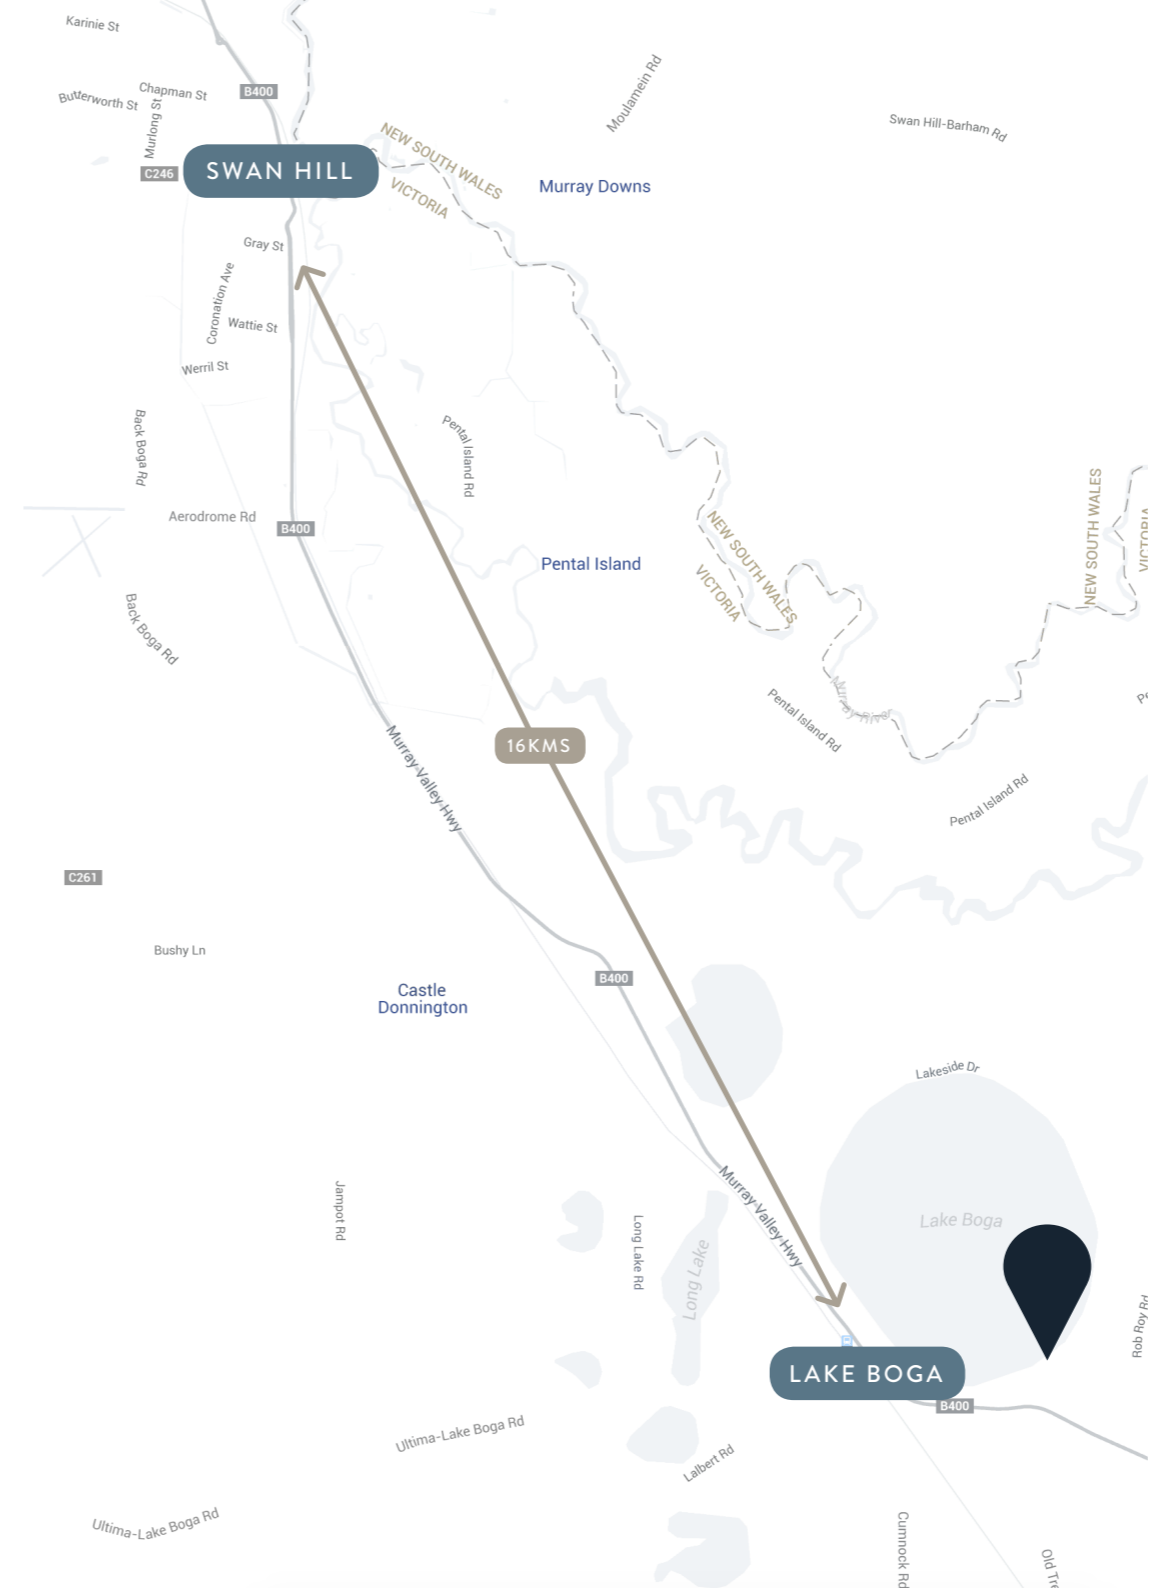 Karinie St
Chapman St
B400
Butterworth St
Murlong St
Moulamein Rd
Swan Hill-Barham Rd
NEW SOUTH WALES
VICTORIA
C246
SWAN HILL
Murray Downs
Gray St
Coronation Ave
Wattie St
Werril St
Back Boga Rd
Pental Island Rd
Aerodrome Rd
B400
NEW SOUTH WALES
VICTORIA
NEW SOUTH WALES
VICTORIA
Pental Island
Back Boga Rd
Murray River
Pental Island Rd
Pe
16KMS
Murray Valley Hwy
Pental Island Rd
C261
Bushy Ln
B400
Castle
Donnington
Lakeside Dr
Murray Valley Hwy
Jampot Rd
Long Lake Rd
Long Lake
Lake Boga
Rob Roy Rd
LAKE BOGA
B400
Ultima-Lake Boga Rd
Lalbert Rd
Ultima-Lake Boga Rd
Cumnock Rd
Old Tre